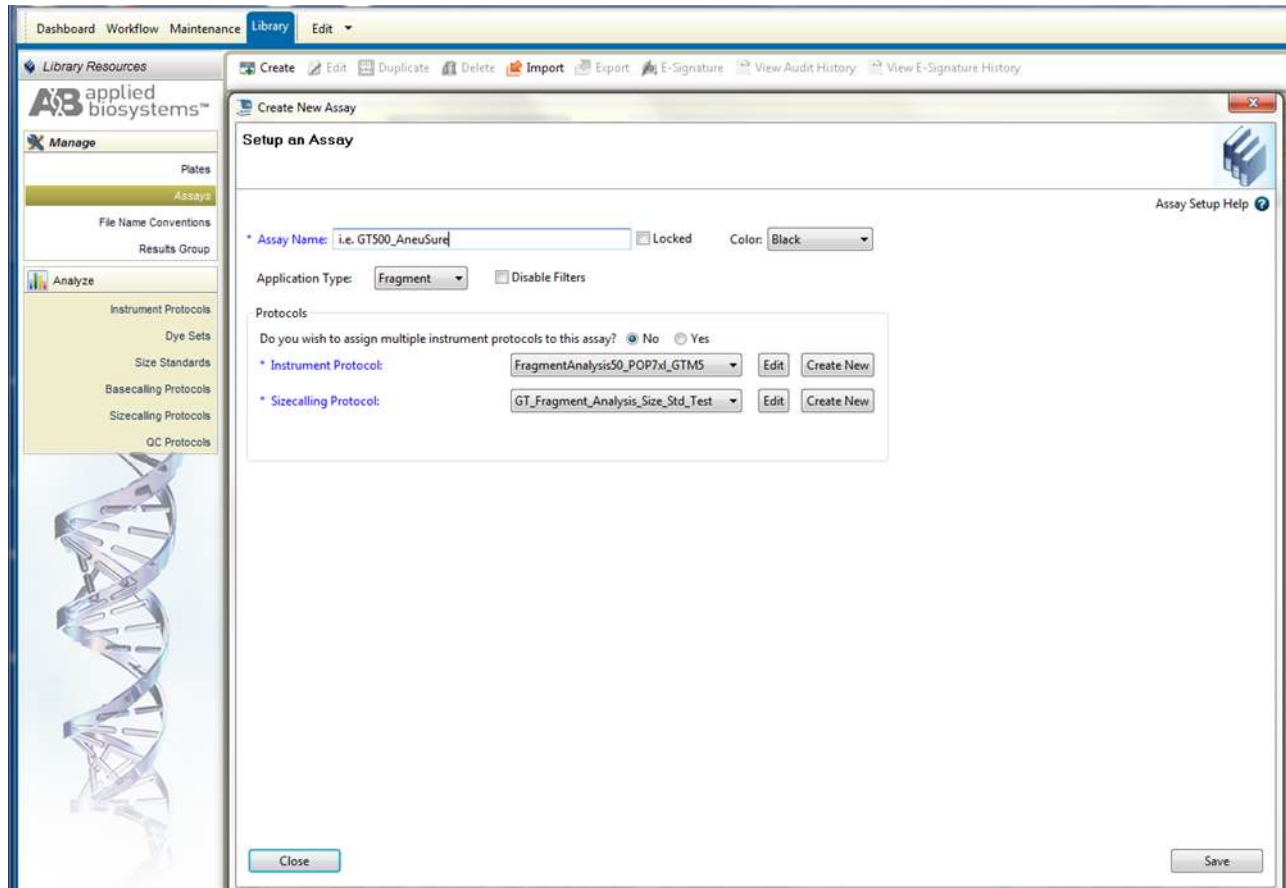 Dashboard Workflow Maintenance Library Edit
Library Resources
Create Edit Duplicate Delete Import Export E-Signature View Audit History View E-Signature History
AB applied biosystems™
Create New Assay
Manage
Setup an Assay
Plates
Assays
Assay Setup Help
File Name Conventions
* Assay Name: i.e. GT500_AneuSure Locked Color: Black
Results Group
Analyze
Application Type: Fragment Disable Filters
Instrument Protocols
Protocols
Dye Sets
Do you wish to assign multiple instrument protocols to this assay? No Yes
Size Standards
* Instrument Protocol: FragmentAnalysis50_POP7xl_GTM5 Edit Create New
Basecalling Protocols
* Sizecalling Protocol: GT_Fragment_Analysis_Size_Std_Test Edit Create New
Sizecalling Protocols
QC Protocols
Close Save